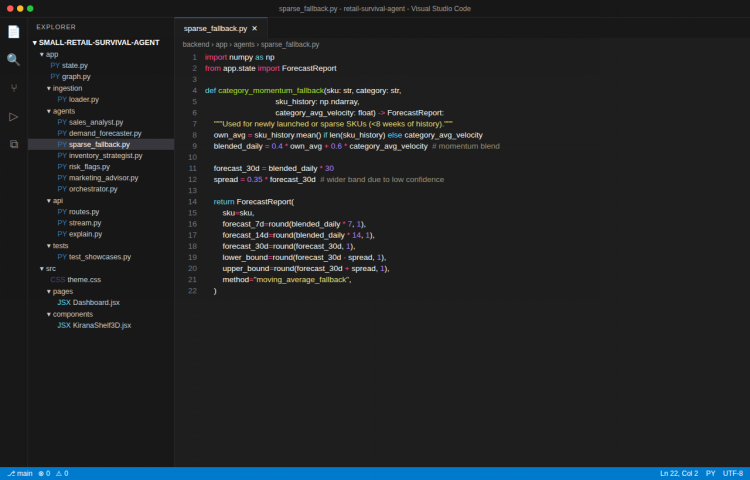 sparse_fallback.py - retail-survival-agent - Visual Studio Code
EXPLORER
▾ SMALL-RETAIL-SURVIVAL-AGENT
▾ app
PY state.py
PY graph.py
▾ ingestion
PY loader.py
▾ agents
PY sales_analyst.py
PY demand_forecaster.py
PY sparse_fallback.py
PY inventory_strategist.py
PY risk_flags.py
PY marketing_advisor.py
PY orchestrator.py
▾ api
PY routes.py
PY stream.py
PY explain.py
▾ tests
PY test_showcases.py
▾ src
CSS theme.css
▾ pages
JSX Dashboard.jsx
▾ components
JSX KiranaShelf3D.jsx
sparse_fallback.py ✕
backend › app › agents › sparse_fallback.py
1 import numpy as np
2 from app.state import ForecastReport
3
4 def category_momentum_fallback(sku: str, category: str,
5 sku_history: np.ndarray,
6 category_avg_velocity: float) -> ForecastReport:
7 """Used for newly launched or sparse SKUs (<8 weeks of history)."""
8 own_avg = sku_history.mean() if len(sku_history) else category_avg_velocity
9 blended_daily = 0.4 * own_avg + 0.6 * category_avg_velocity # momentum blend
10
11 forecast_30d = blended_daily * 30
12 spread = 0.35 * forecast_30d # wider band due to low confidence
13
14 return ForecastReport(
15 sku=sku,
16 forecast_7d=round(blended_daily * 7, 1),
17 forecast_14d=round(blended_daily * 14, 1),
18 forecast_30d=round(forecast_30d, 1),
19 lower_bound=round(forecast_30d - spread, 1),
20 upper_bound=round(forecast_30d + spread, 1),
21 method="moving_average_fallback",
22 )
⎇ main ⊗ 0 ⚠ 0
Ln 22, Col 2 PY UTF-8